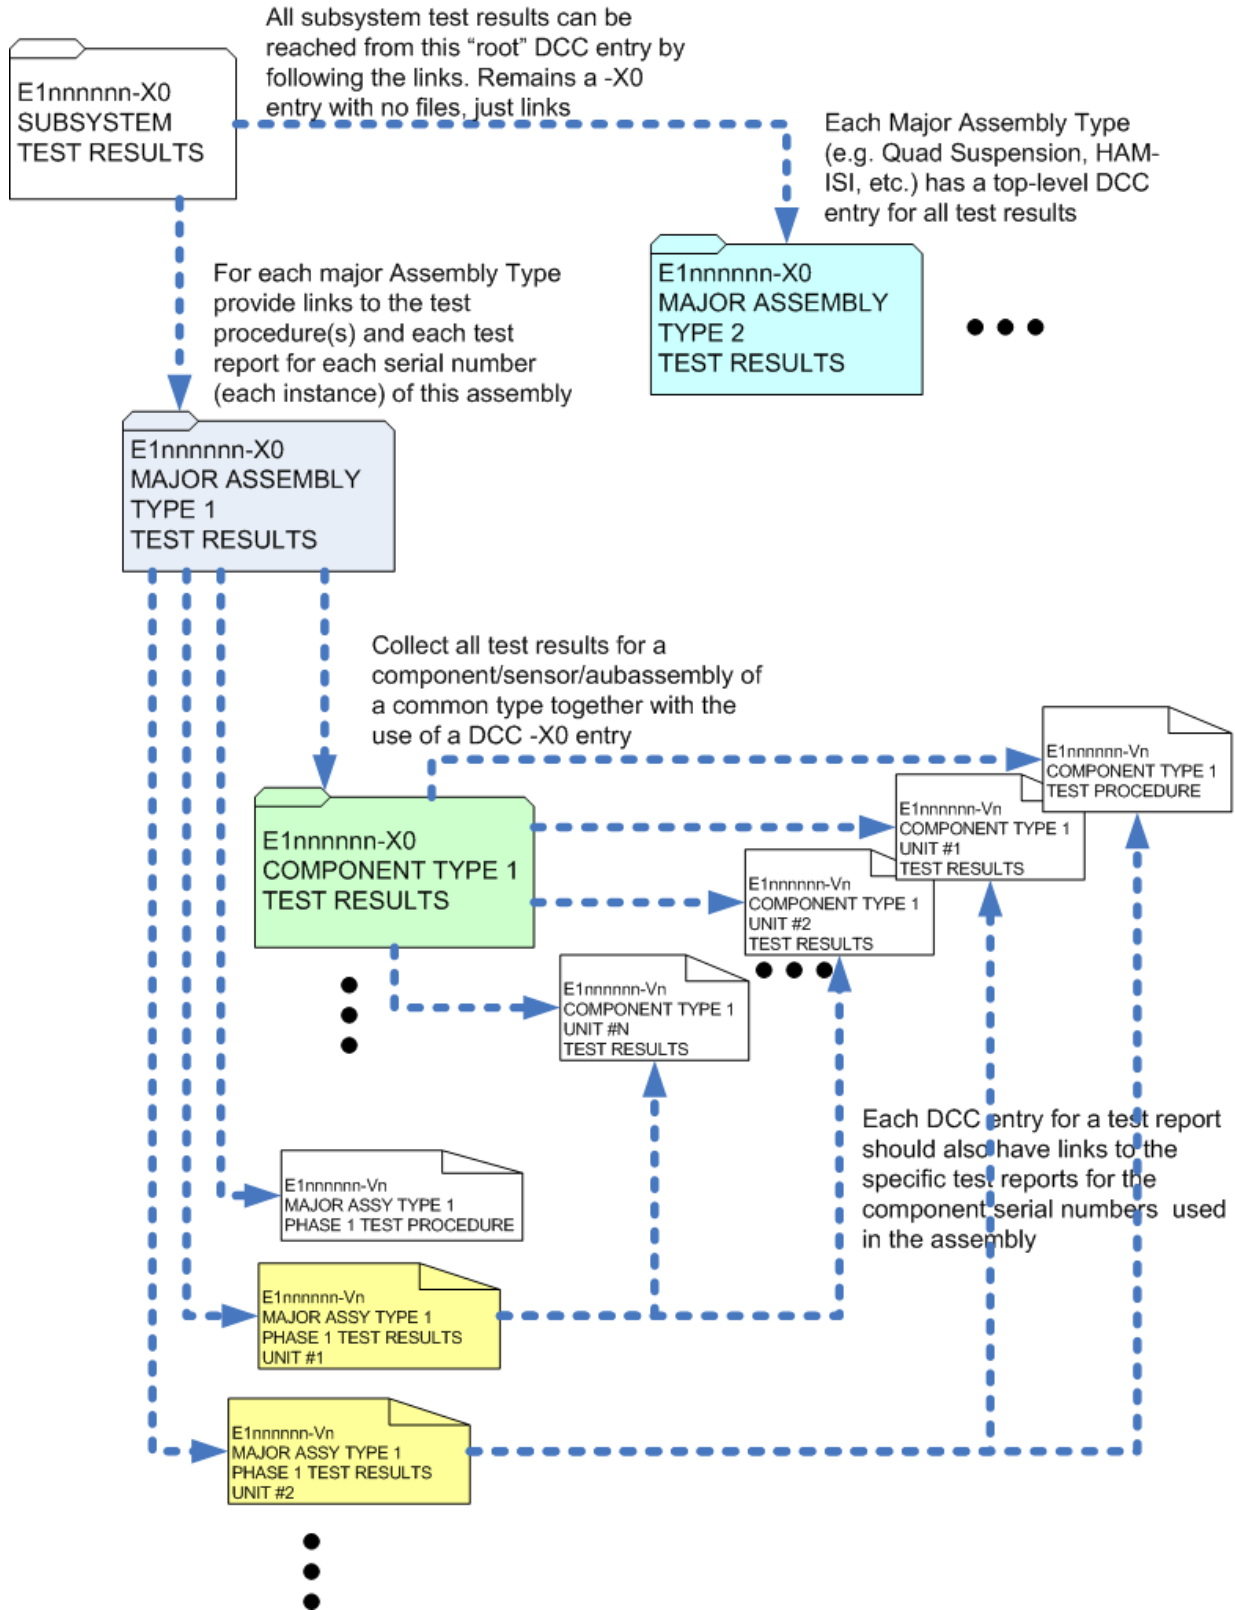 All subsystem test results can be
reached from this “root” DCC entry by
following the links. Remains a -X0
entry with no files, just links
E1nnnnnn-X0
SUBSYSTEM
TEST RESULTS
Each Major Assembly Type
(e.g. Quad Suspension, HAM-
ISI, etc.) has a top-level DCC
entry for all test results
E1nnnnnn-X0
MAJOR ASSEMBLY
TYPE 2
TEST RESULTS
For each major Assembly Type
provide links to the test
procedure(s) and each test
report for each serial number
(each instance) of this assembly
E1nnnnnn-X0
MAJOR ASSEMBLY
TYPE 1
TEST RESULTS
Collect all test results for a
component/sensor/aubassembly of
a common type together with the
use of a DCC -X0 entry
E1nnnnnn-Vn
COMPONENT TYPE 1
TEST PROCEDURE
E1nnnnnn-Vn
COMPONENT TYPE 1
UNIT #1
TEST RESULTS
E1nnnnnn-X0
COMPONENT TYPE 1
TEST RESULTS
E1nnnnnn-Vn
COMPONENT TYPE 1
UNIT #2
TEST RESULTS
E1nnnnnn-Vn
COMPONENT TYPE 1
UNIT #N
TEST RESULTS
Each DCC entry for a test report
should also have links to the
specific test reports for the
component serial numbers used
in the assembly
E1nnnnnn-Vn
MAJOR ASSY TYPE 1
PHASE 1 TEST PROCEDURE
E1nnnnnn-Vn
MAJOR ASSY TYPE 1
PHASE 1 TEST RESULTS
UNIT #1
E1nnnnnn-Vn
MAJOR ASSY TYPE 1
PHASE 1 TEST RESULTS
UNIT #2